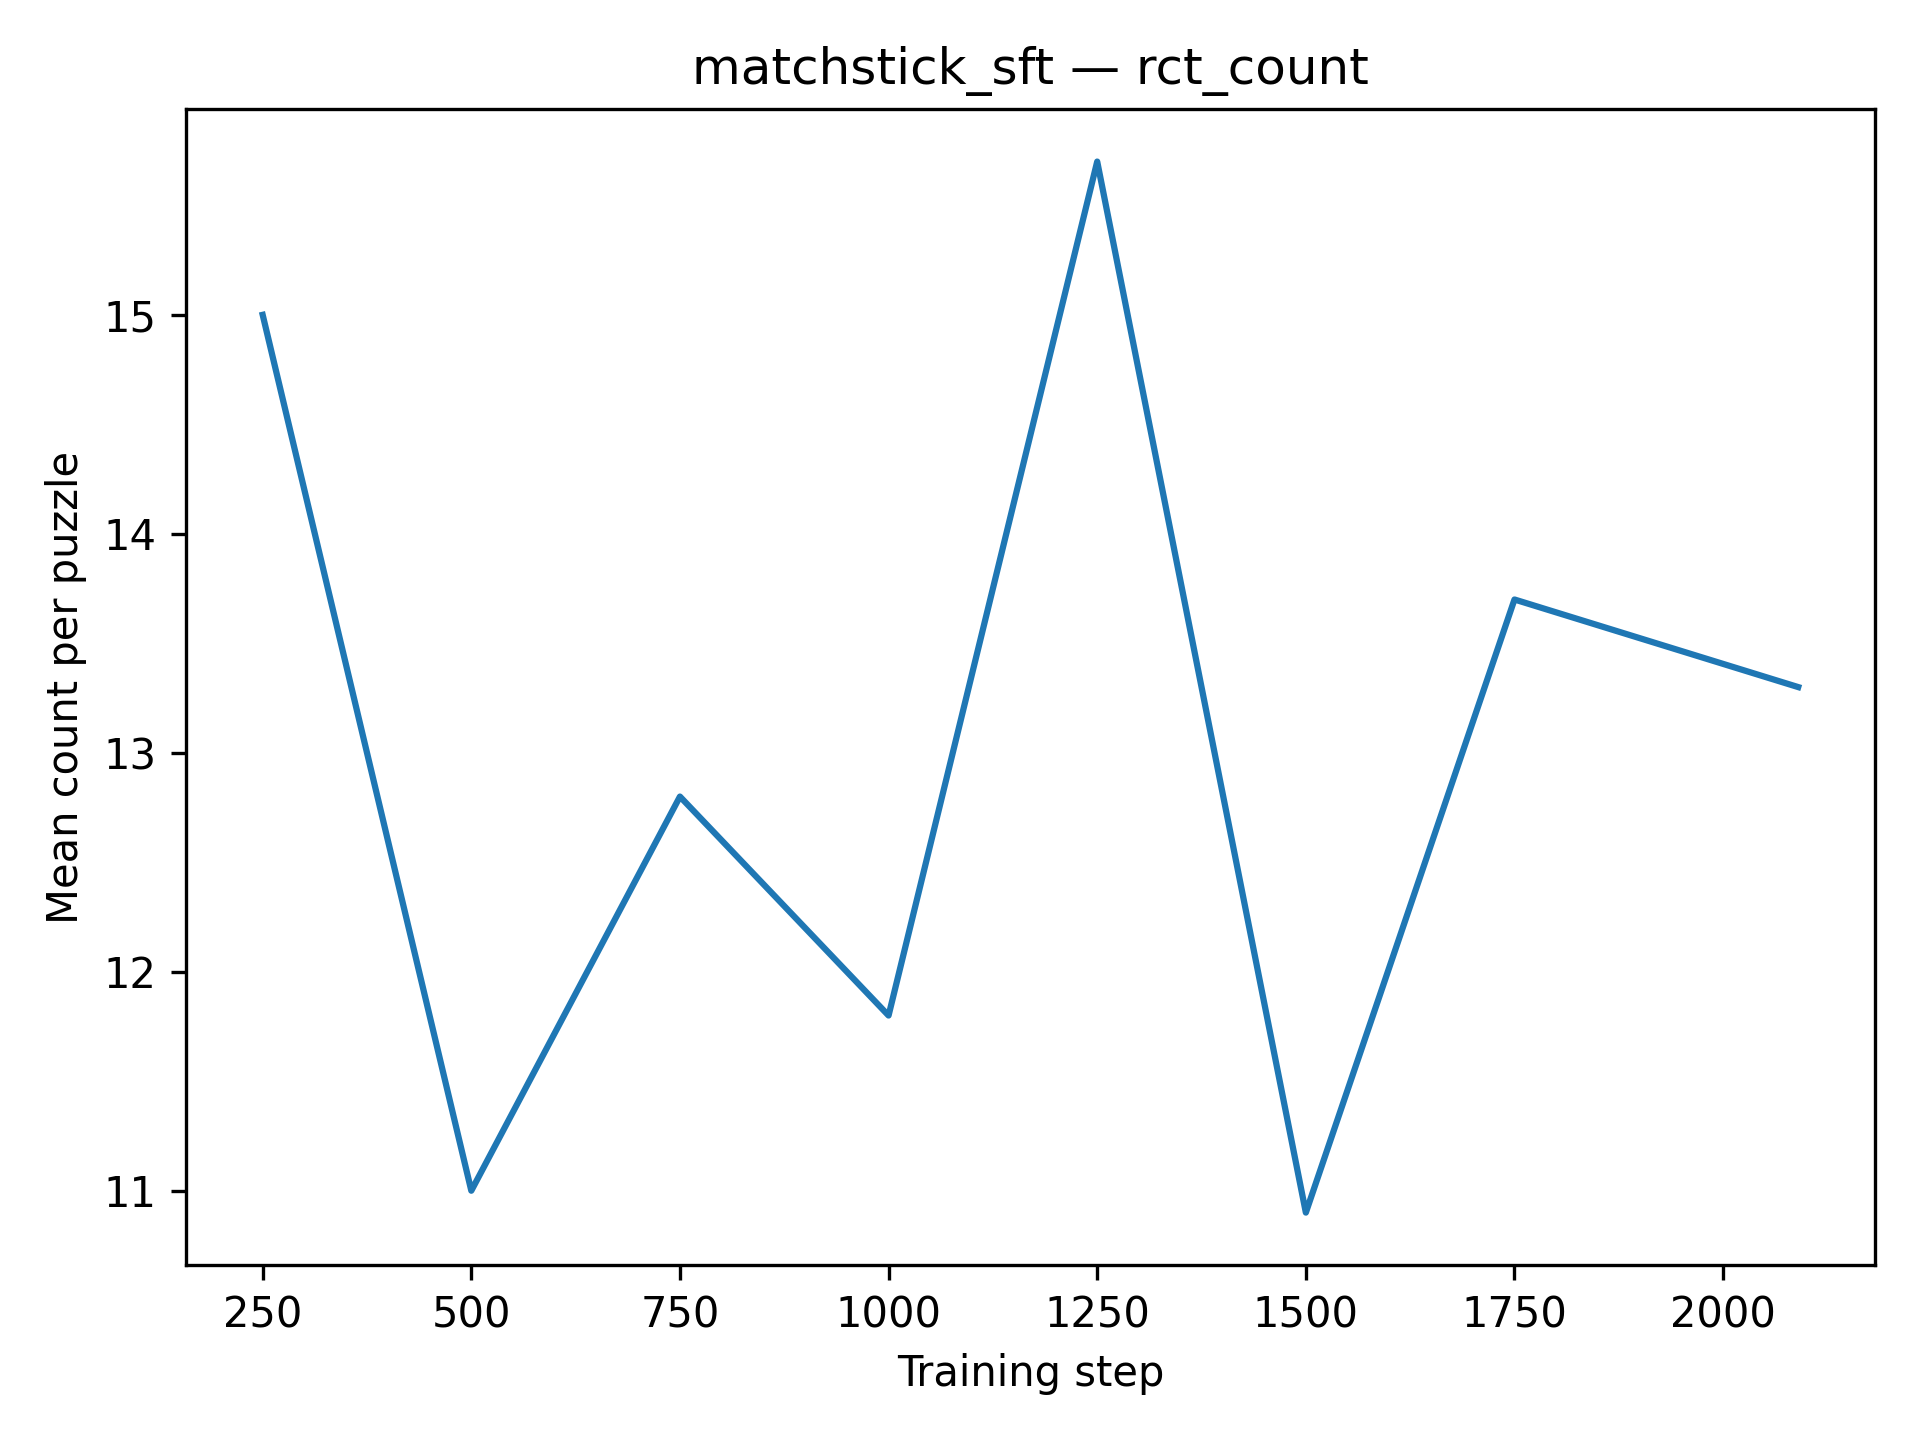 matchstick_sft — rct_count
Mean count per puzzle
15
14
13
12
11
250 500 750 1000 1250 1500 1750 2000
Training step